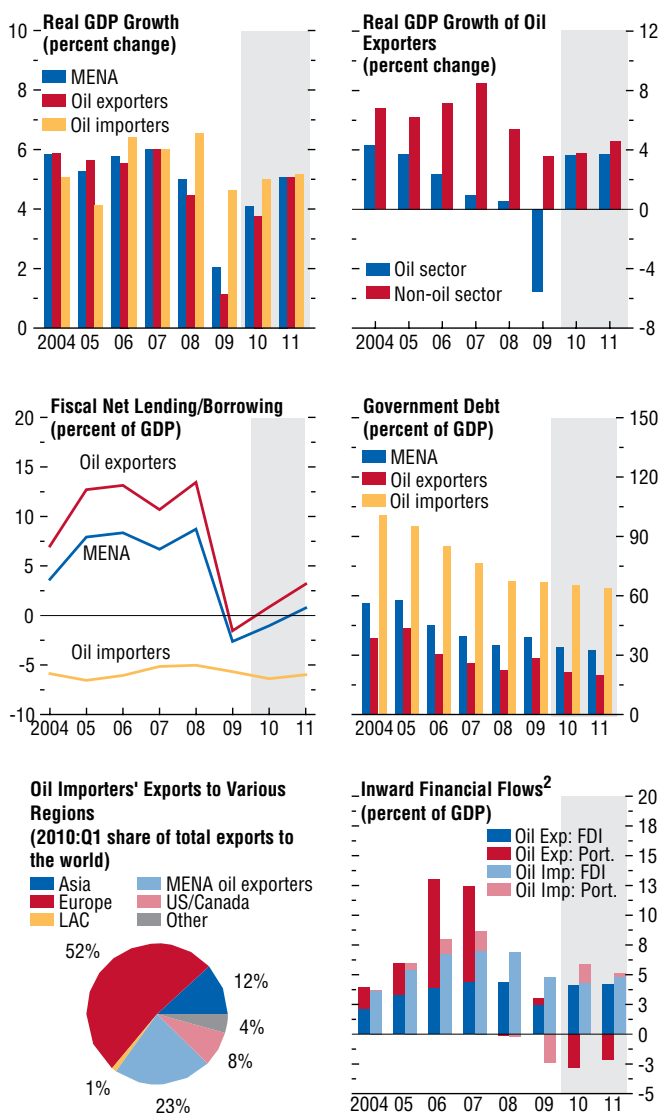 Real GDP Growth
(percent change)
MENA
Oil exporters
Oil importers
10
8
6
4
2
0
2004 05 06 07 08 09 10 11
Real GDP Growth of Oil
Exporters
(percent change)
12
8
4
0
-4
-8
Oil sector
Non-oil sector
2004 05 06 07 08 09 10 11
Fiscal Net Lending/Borrowing
(percent of GDP)
20
15
10
5
0
-5
-10
Oil exporters
MENA
Oil importers
2004 05 06 07 08 09 10 11
Government Debt
(percent of GDP)
MENA
Oil exporters
Oil importers
150
120
90
60
30
0
2004 05 06 07 08 09 10 11
Oil Importers' Exports to Various
Regions
(2010:Q1 share of total exports to
the world)
Asia
Europe
LAC
MENA oil exporters
US/Canada
Other
52%
12%
4%
8%
23%
1%
Inward Financial Flows2
(percent of GDP)
Oil Exp: FDI
Oil Exp: Port.
Oil Imp: FDI
Oil Imp: Port.
20
18
15
13
10
8
5
3
0
-3
-5
2004 05 06 07 08 09 10 11